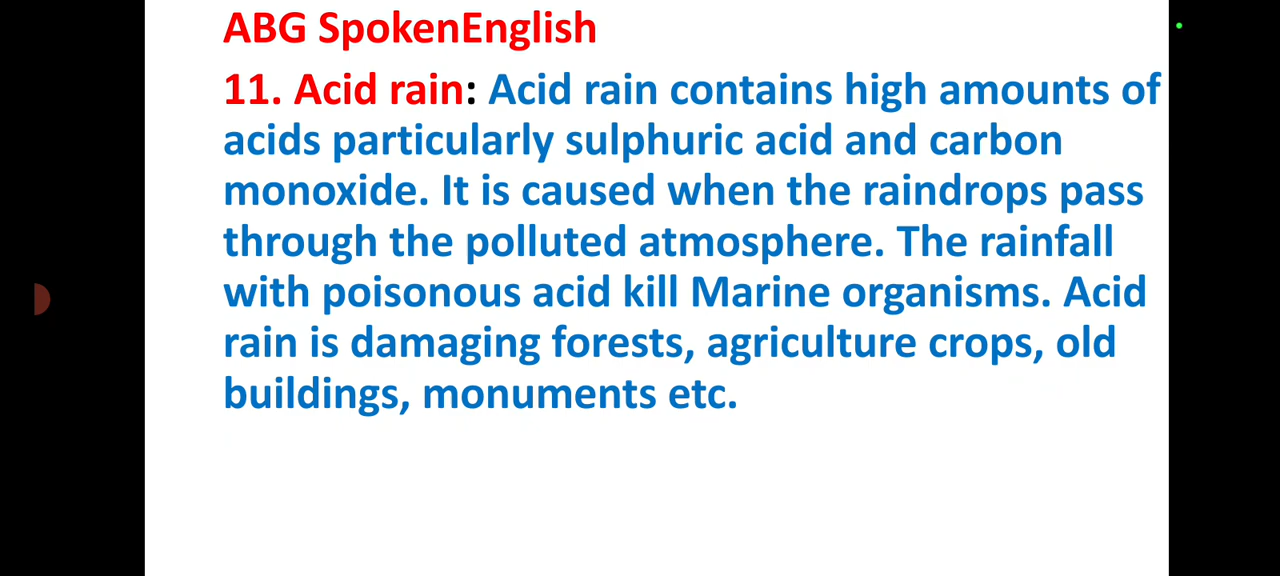 ABG SpokenEnglish
11. Acid rain: Acid rain contains high amounts of
acids particularly sulphuric acid and carbon
monoxide. It is caused when the raindrops pass
through the polluted atmosphere. The rainfall
with poisonous acid kill Marine organisms. Acid
rain is damaging forests, agriculture crops, old
buildings, monuments etc.